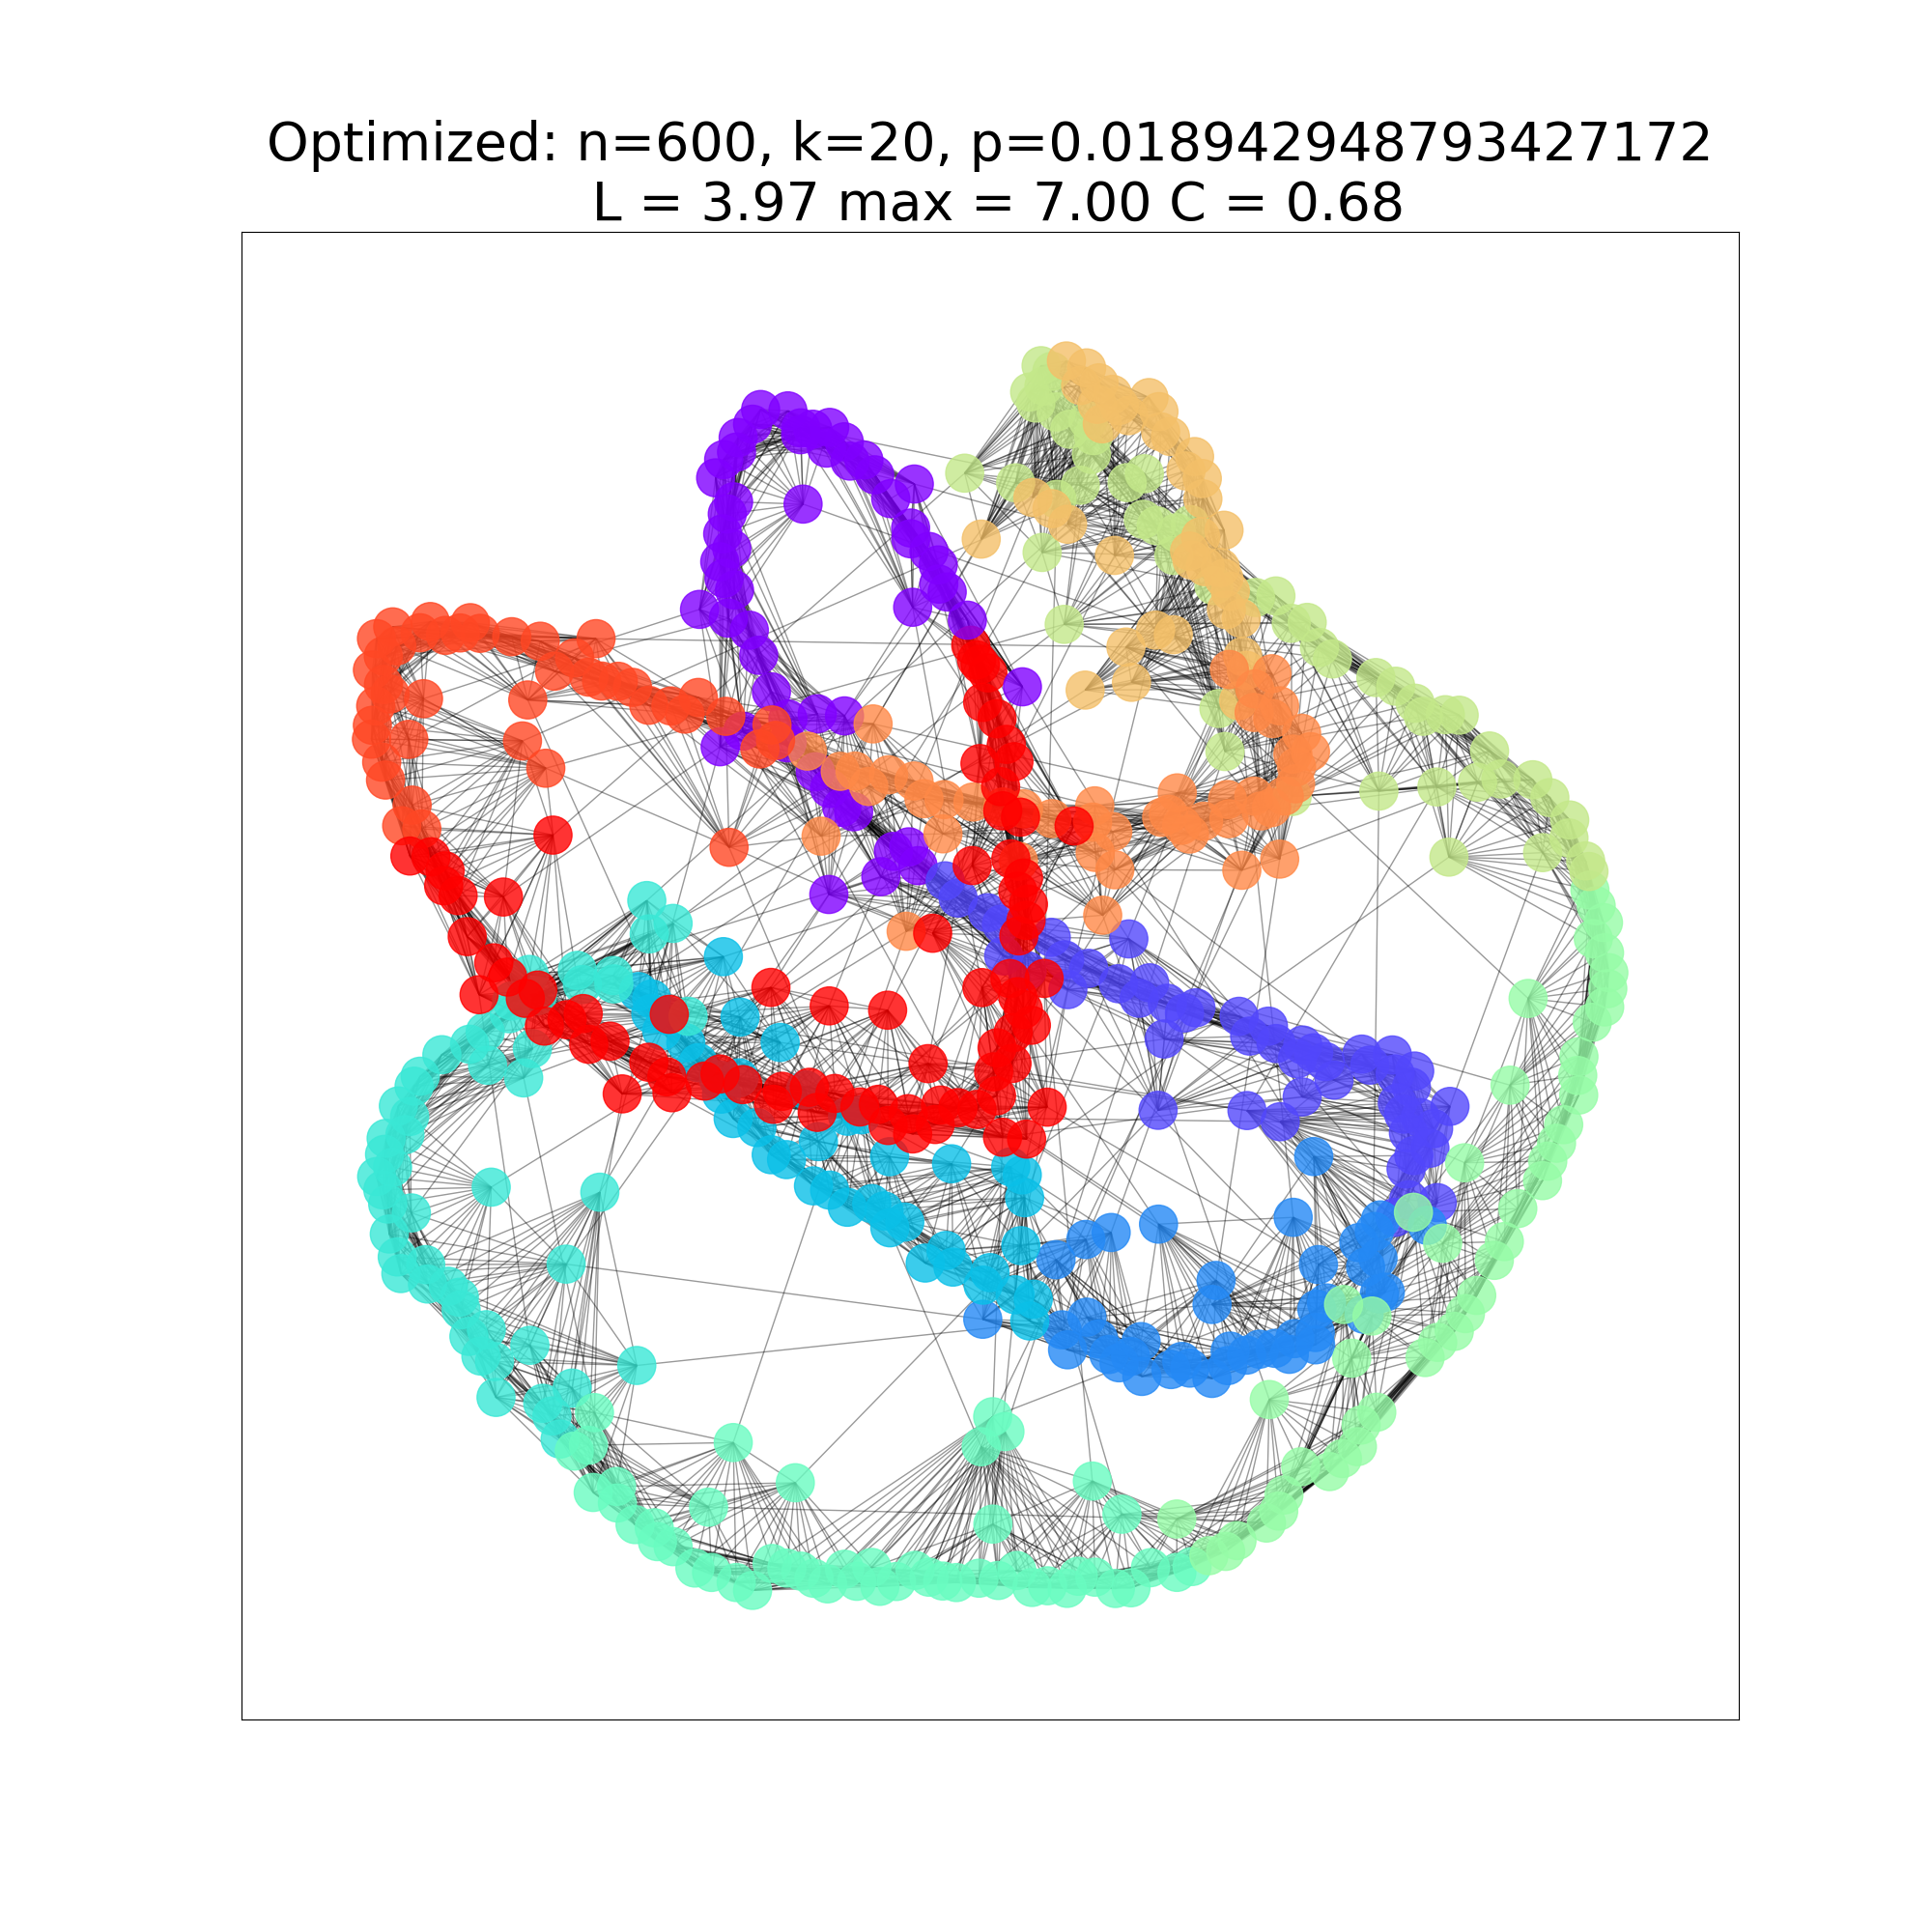 Optimized: n=600, k=20, p=0.018942948793427172
L = 3.97 max = 7.00 C = 0.68